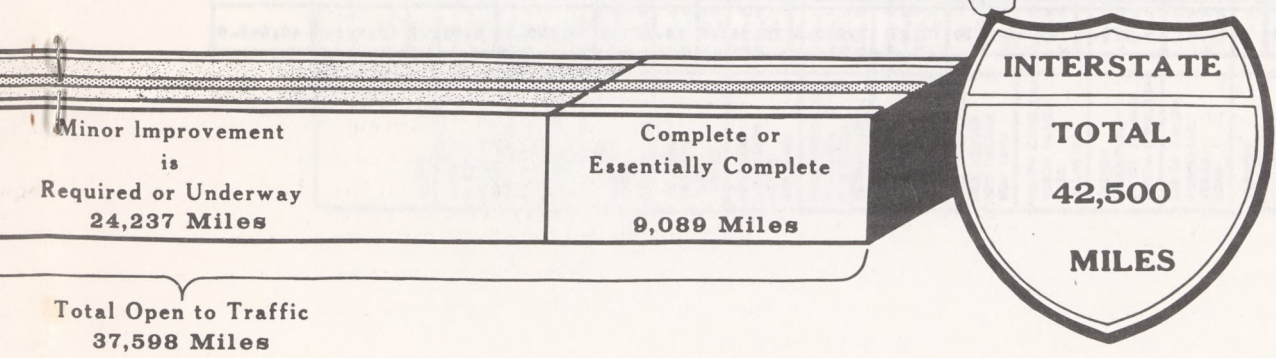 Minor Improvement
is
Required or Underway
24,237 Miles
Complete or
Essentially Complete
9,089 Miles
Total Open to Traffic
37,598 Miles
INTERSTATE
TOTAL
42,500
MILES